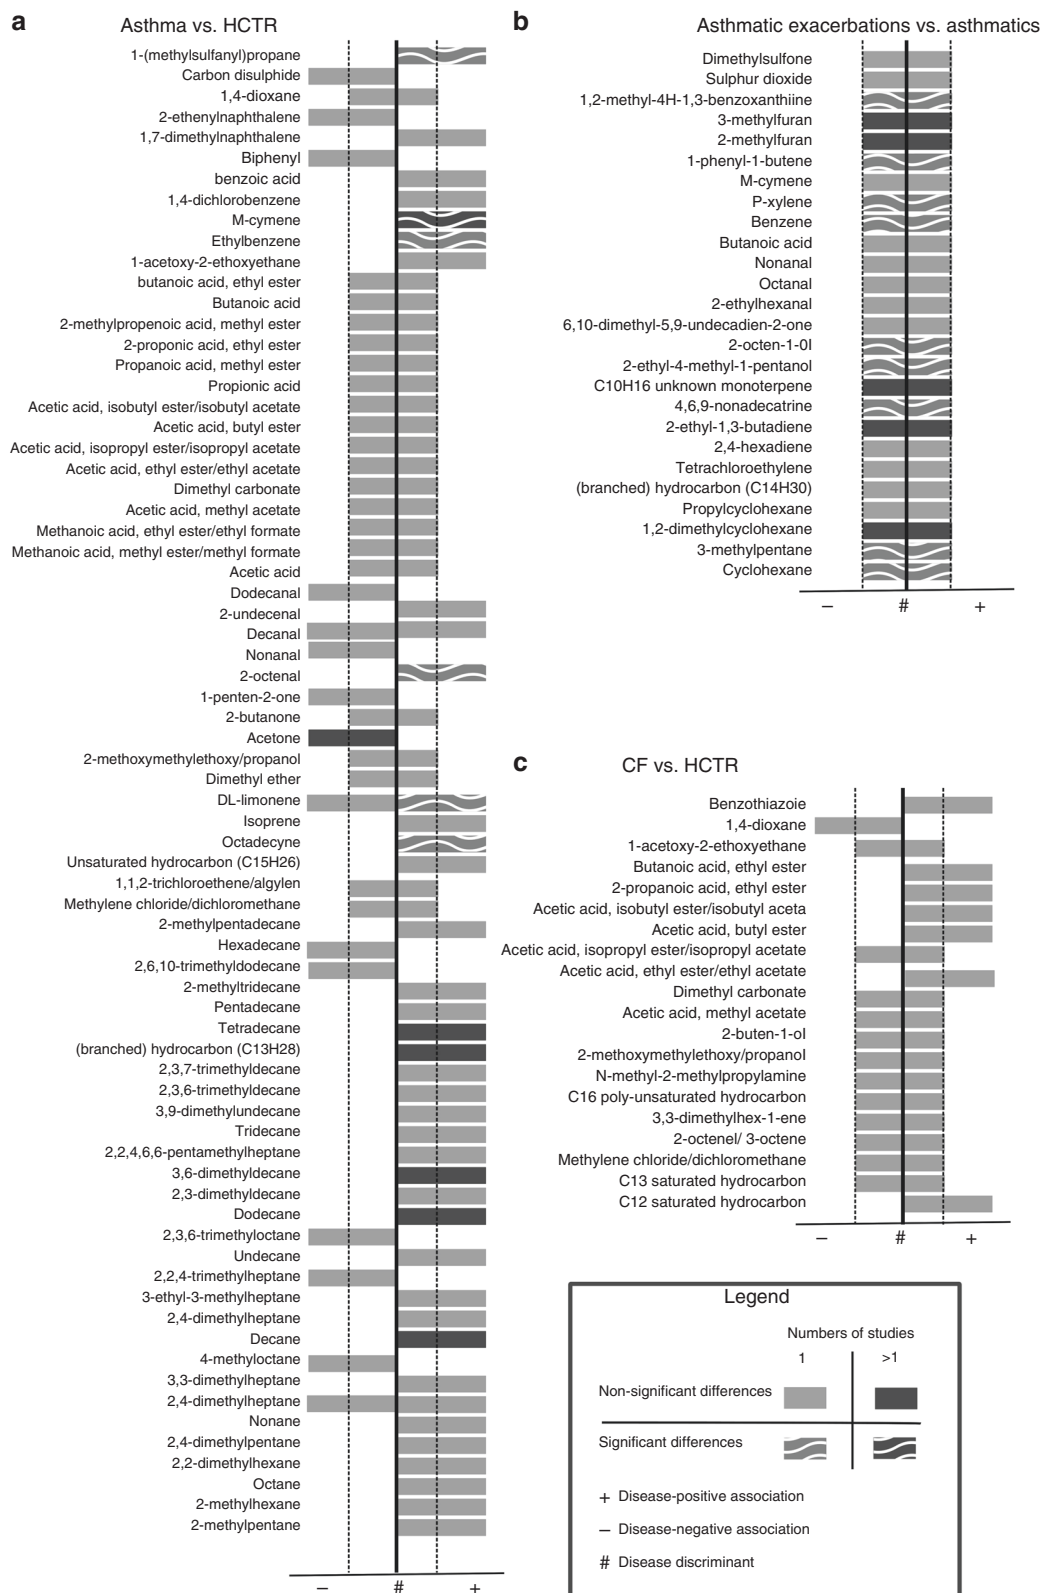 a
Asthma vs. HCTR
1-(methylsulfanyl)propane
Carbon disulphide
1,4-dioxane
2-ethenylnaphthalene
1,7-dimethylnaphthalene
Biphenyl
benzoic acid
1,4-dichlorobenzene
M-cymene
Ethylbenzene
1-acetoxy-2-ethoxyethane
butanoic acid, ethyl ester
Butanoic acid
2-methylpropenoic acid, methyl ester
2-proponic acid, ethyl ester
Propanoic acid, methyl ester
Propionic acid
Acetic acid, isobutyl ester/isobutyl acetate
Acetic acid, butyl ester
Acetic acid, isopropyl ester/isopropyl acetate
Acetic acid, ethyl ester/ethyl acetate
Dimethyl carbonate
Acetic acid, methyl acetate
Methanoic acid, ethyl ester/ethyl formate
Methanoic acid, methyl ester/methyl formate
Acetic acid
Dodecanal
2-undecenal
Decanal
Nonanal
2-octenal
1-penten-2-one
2-butanone
Acetone
2-methoxymethylethoxy/propanol
Dimethyl ether
DL-limonene
Isoprene
Octadecyne
Unsaturated hydrocarbon (C15H26)
1,1,2-trichloroethene/algylen
Methylene chloride/dichloromethane
2-methylpentadecane
Hexadecane
2,6,10-trimethyldodecane
2-methyltridecane
Pentadecane
Tetradecane
(branched) hydrocarbon (C13H28)
2,3,7-trimethyldecane
2,3,6-trimethyldecane
3,9-dimethylundecane
Tridecane
2,2,4,6,6-pentamethylheptane
3,6-dimethyldecane
2,3-dimethyldecane
Dodecane
2,3,6-trimethyloctane
Undecane
2,2,4-trimethylheptane
3-ethyl-3-methylheptane
2,4-dimethylheptane
Decane
4-methyloctane
3,3-dimethylheptane
2,4-dimethylheptane
Nonane
2,4-dimethylpentane
2,2-dimethylhexane
Octane
2-methylhexane
2-methylpentane
– # +
b
Asthmatic exacerbations vs. asthmatics
Dimethylsulfone
Sulphur dioxide
1,2-methyl-4H-1,3-benzoxanthiine
3-methylfuran
2-methylfuran
1-phenyl-1-butene
M-cymene
P-xylene
Benzene
Butanoic acid
Nonanal
Octanal
2-ethylhexanal
6,10-dimethyl-5,9-undecadien-2-one
2-octen-1-0l
2-ethyl-4-methyl-1-pentanol
C10H16 unknown monoterpene
4,6,9-nonadecatrine
2-ethyl-1,3-butadiene
2,4-hexadiene
Tetrachloroethylene
(branched) hydrocarbon (C14H30)
Propylcyclohexane
1,2-dimethylcyclohexane
3-methylpentane
Cyclohexane
– # +
c
CF vs. HCTR
Benzothiazoie
1,4-dioxane
1-acetoxy-2-ethoxyethane
Butanoic acid, ethyl ester
2-propanoic acid, ethyl ester
Acetic acid, isobutyl ester/isobutyl aceta
Acetic acid, butyl ester
Acetic acid, isopropyl ester/isopropyl acetate
Acetic acid, ethyl ester/ethyl acetate
Dimethyl carbonate
Acetic acid, methyl acetate
2-buten-1-ol
2-methoxymethylethoxy/propanol
N-methyl-2-methylpropylamine
C16 poly-unsaturated hydrocarbon
3,3-dimethylhex-1-ene
2-octenel/ 3-octene
Methylene chloride/dichloromethane
C13 saturated hydrocarbon
C12 saturated hydrocarbon
– # +
Legend
Numbers of studies
1 >1
Non-significant differences
Significant differences
+ Disease-positive association
– Disease-negative association
# Disease discriminant